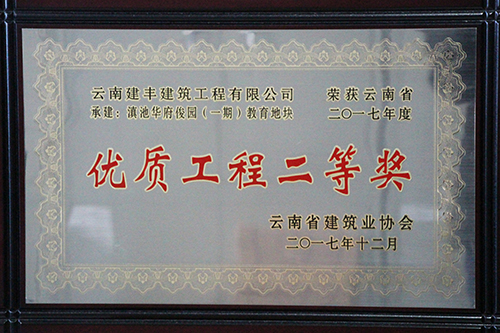 云南建丰建筑工程有限公司 荣获云南省
承建：滇池华府俊园（一期）教育地块 二〇一七年度
优质工程二等奖
云南省建筑业协会
二〇一七年十二月